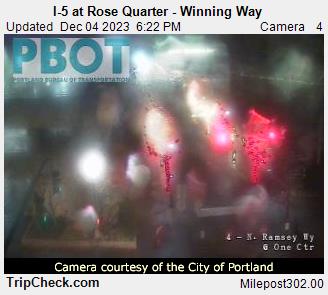 I-5 at Rose Quarter - Winning Way
Updated Dec 04 2023 6:22 PM Camera 4
PBOT
PORTLAND BUREAU OF TRANSPORTATION
4 - N. Ramsey Wy
@ One Ctr
Camera courtesy of the City of Portland
TripCheck.com Milepost302.00